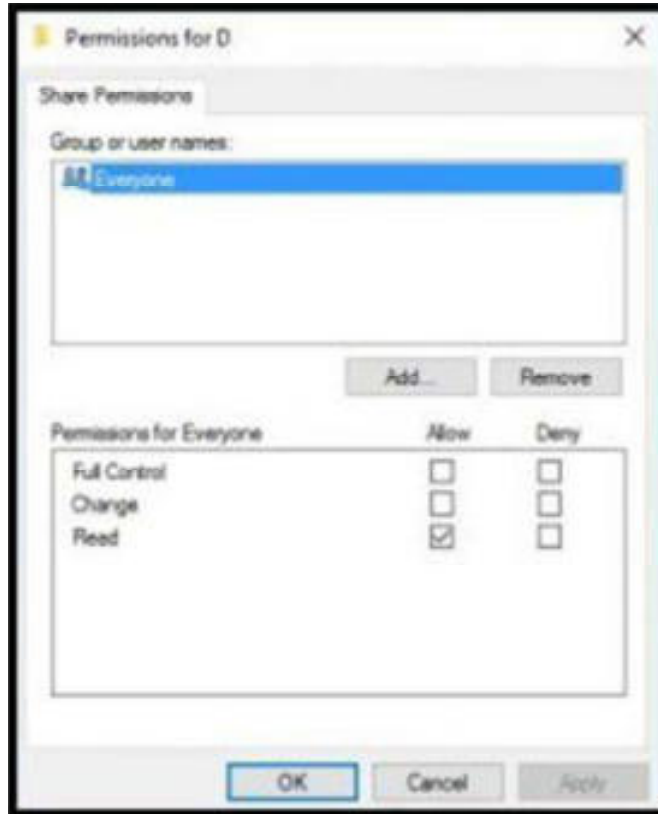 Permissions for D
Share Permissions
Group or user names:
Everyone
Add...
Remove
Permissions for Everyone Allow Deny
Full Control
Change
Read
OK
Cancel
Apply